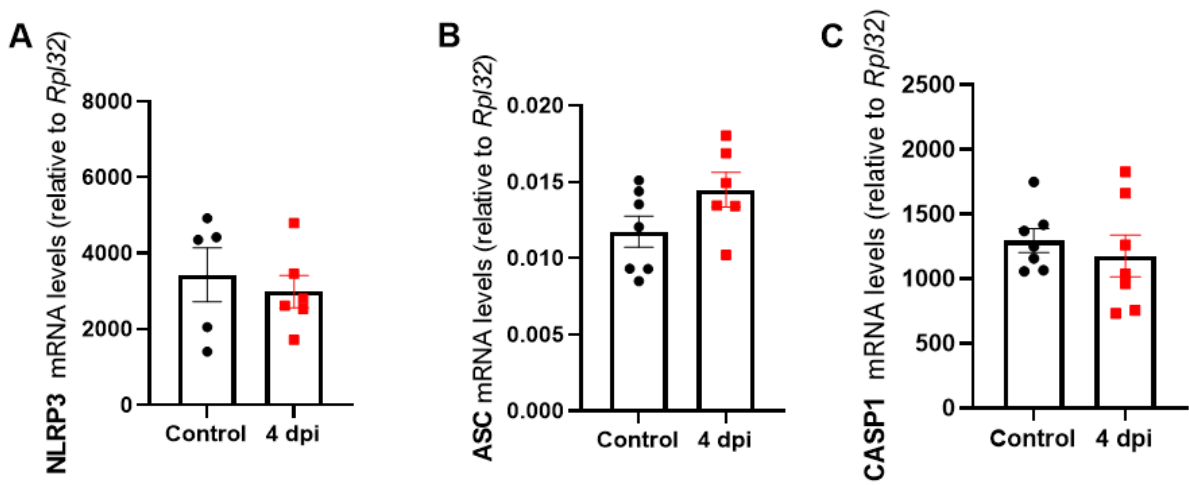 A
NLRP3 mRNA levels (relative to Rpl32)
8000
6000
4000
2000
0
Control 4 dpi
B
ASC mRNA levels (relative to Rpl32)
0.020
0.015
0.010
0.005
0.000
Control 4 dpi
C
CASP1 mRNA levels (relative to Rpl32)
2500
2000
1500
1000
500
0
Control 4 dpi